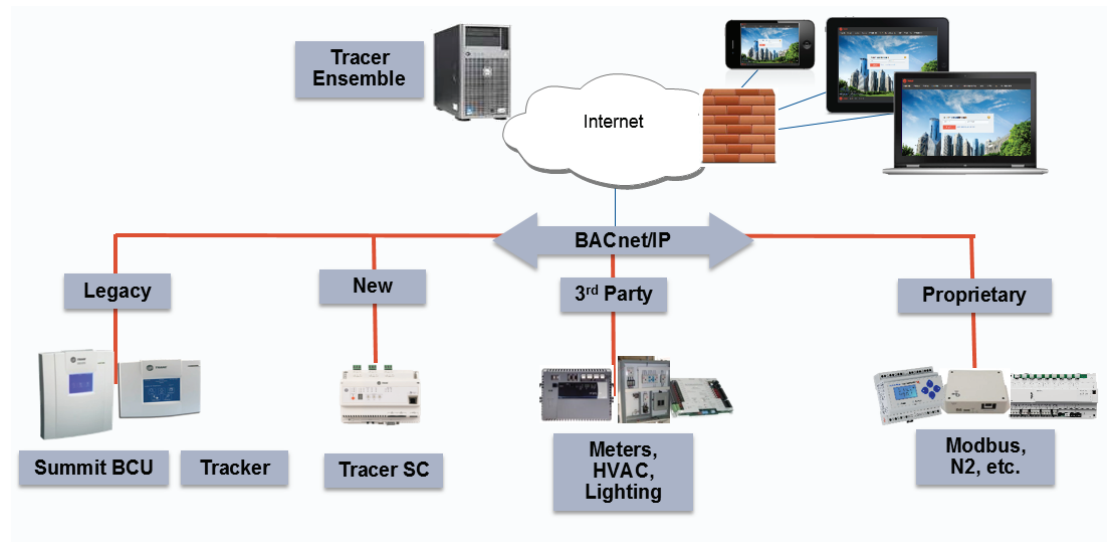 Tracer
Ensemble
Internet
BACnet/IP
Legacy
New
3rd Party
Proprietary
Summit BCU
Tracker
Tracer SC
Meters,
HVAC,
Lighting
Modbus,
N2, etc.